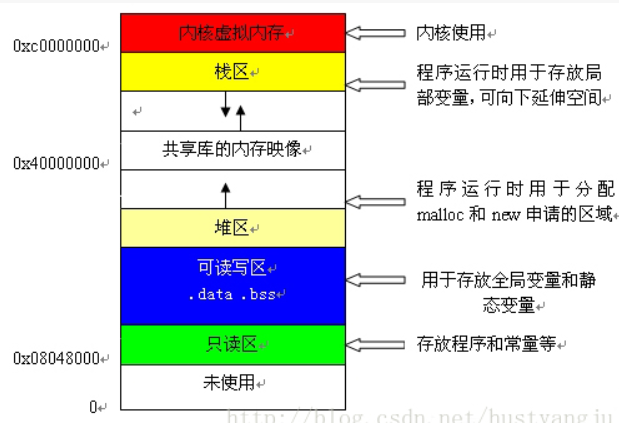 内核虚拟内存
内核使用
0xc0000000
栈区
程序运行时用于存放局
部变量，可向下延伸空间
共享库的内存映像
0x40000000
程序运行时用于分配
malloc 和 new 申请的区域
堆区
可读写区
.data .bss
用于存放全局变量和静
态变量
只读区
存放程序和常量等
0x08048000
未使用
0
http://blog.csdn.net/hustyangju